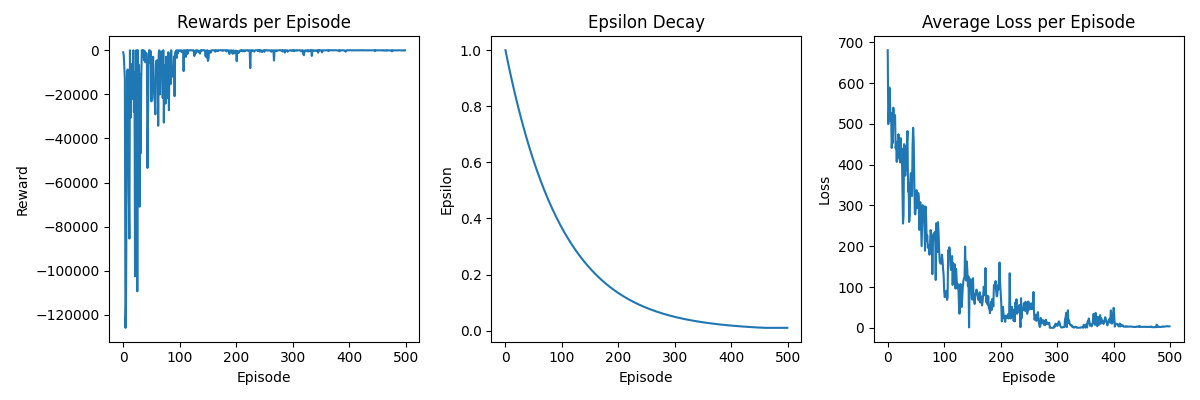 Rewards per Episode
0
−20000
−40000
−60000
−80000
−100000
−120000
Reward
0 100 200 300 400 500
Episode
Epsilon Decay
1.0
0.8
0.6
0.4
0.2
0.0
Epsilon
0 100 200 300 400 500
Episode
Average Loss per Episode
700
600
500
400
300
200
100
0
Loss
0 100 200 300 400 500
Episode